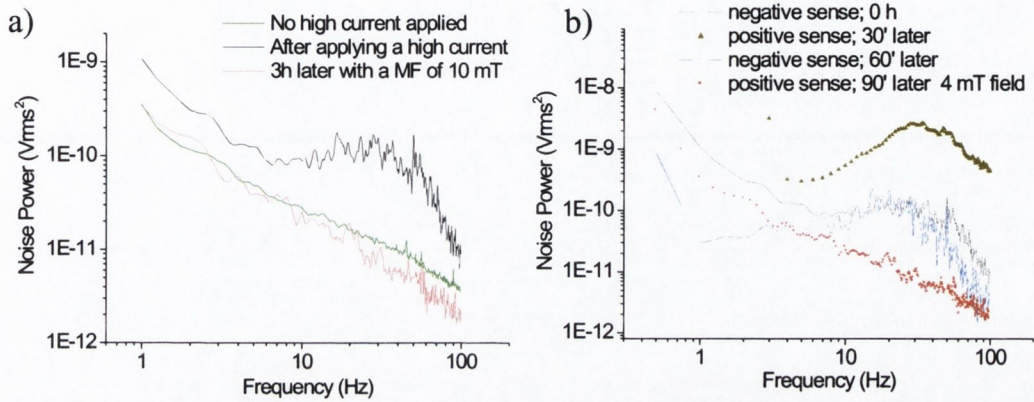 a)
No high current applied
After applying a high current
3h later with a MF of 10 mT
Noise Power (Vrms²)
1E-9
1E-10
1E-11
1E-12
1
10
100
Frequency (Hz)
b)
negative sense; 0 h
positive sense; 30' later
negative sense; 60' later
positive sense; 90' later 4 mT field
Noise Power (Vrms²)
1E-8
1E-9
1E-10
1E-11
1E-12
1
10
100
Frequency (Hz)